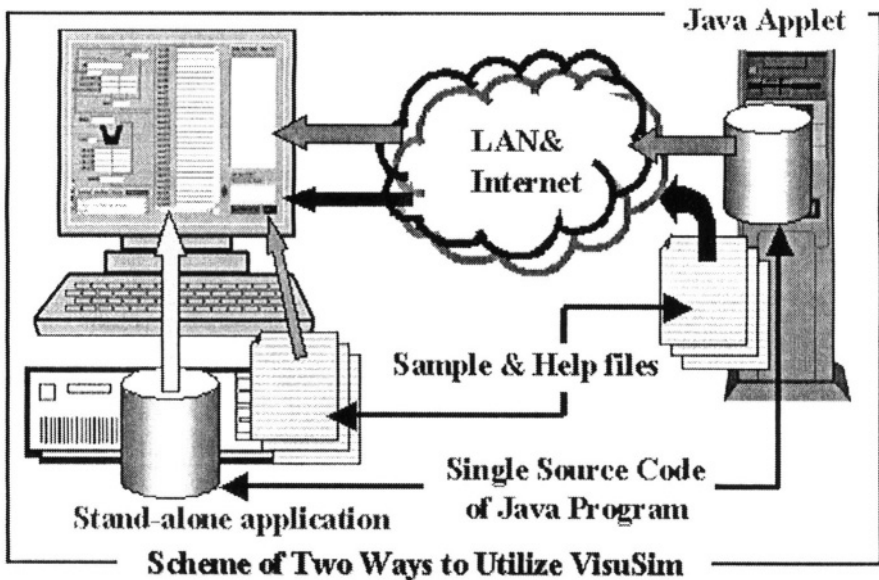 Java Applet
LAN&
Internet
Sample & Help files
Single Source Code
of Java Program
Stand-alone application
Scheme of Two Ways to Utilize VisuSim